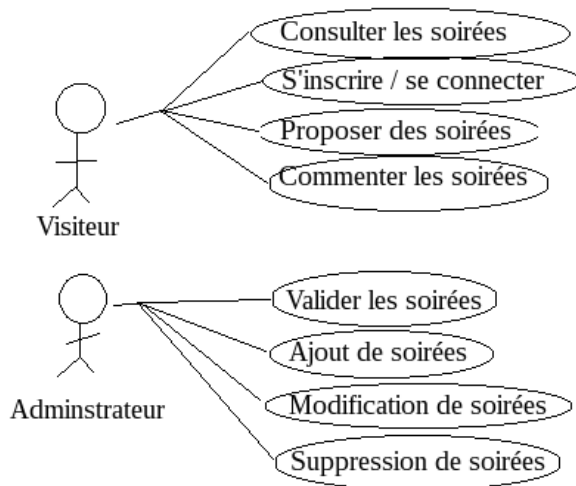 Consulter les soirées
S'inscrire / se connecter
Proposer des soirées
Commenter les soirées
Visiteur
Valider les soirées
Ajout de soirées
Modification de soirées
Adminstrateur
Suppression de soirées